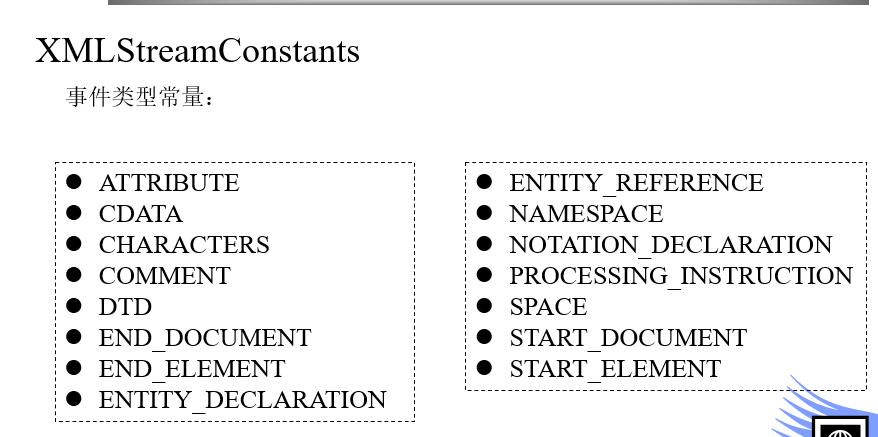 XMLStreamConstants
事件类型常量：
● ATTRIBUTE
● CDATA
● CHARACTERS
● COMMENT
● DTD
● END_DOCUMENT
● END_ELEMENT
● ENTITY_DECLARATION
● ENTITY_REFERENCE
● NAMESPACE
● NOTATION_DECLARATION
● PROCESSING_INSTRUCTION
● SPACE
● START_DOCUMENT
● START_ELEMENT